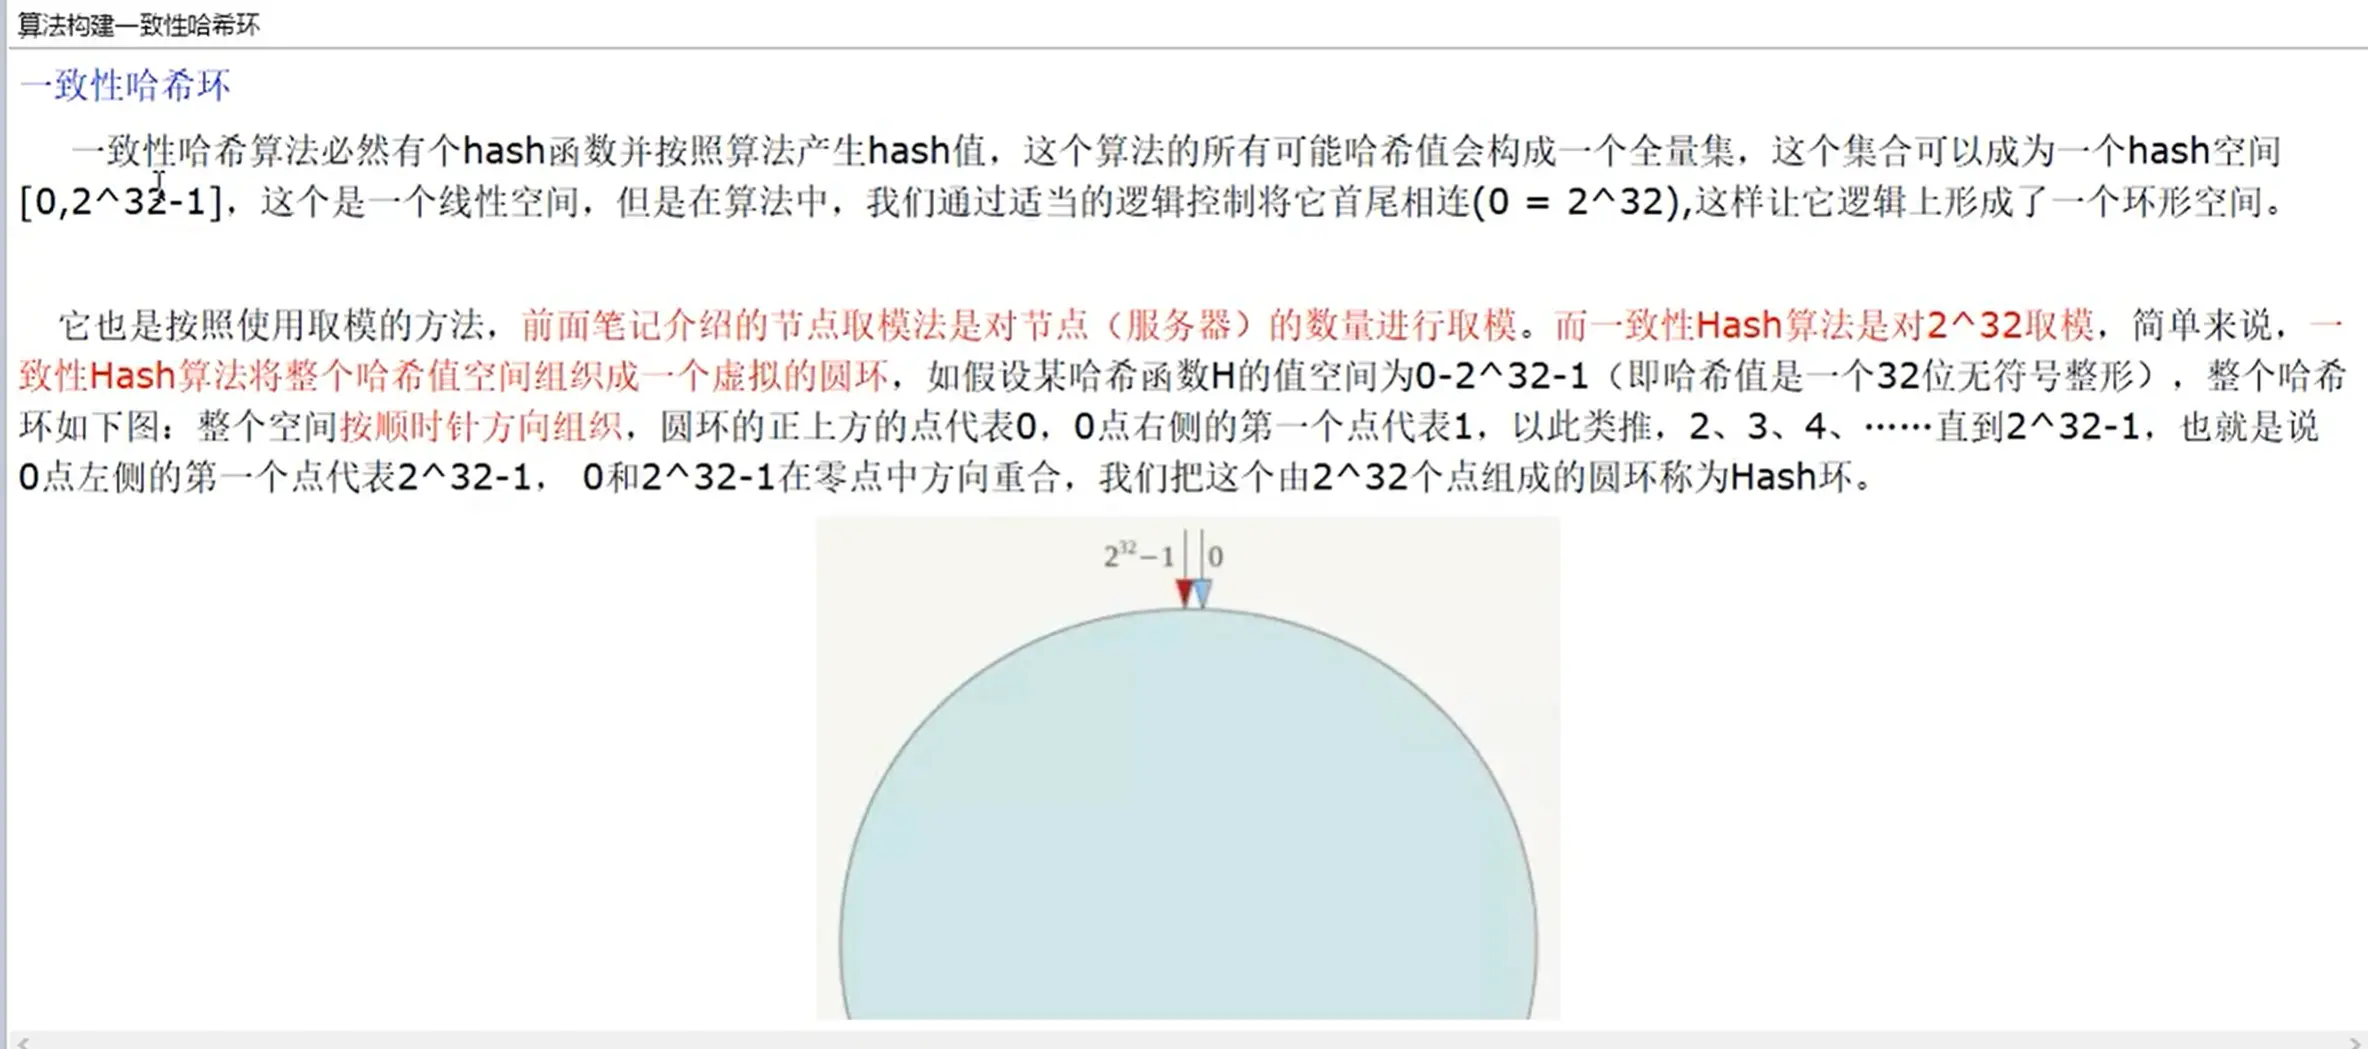 算法构建一致性哈希环
一致性哈希环
一致性哈希算法必然有个hash函数并按照算法产生hash值，这个算法的所有可能哈希值会构成一个全量集，这个集合可以成为一个hash空间
[0,2^32-1]，这个是一个线性空间，但是在算法中，我们通过适当的逻辑控制将它首尾相连(0 = 2^32),这样让它逻辑上形成了一个环形空间。
它也是按照使用取模的方法，前面笔记介绍的节点取模法是对节点（服务器）的数量进行取模。而一致性Hash算法是对2^32取模，简单来说，一
致性Hash算法将整个哈希值空间组织成一个虚拟的圆环，如假设某哈希函数H的值空间为0-2^32-1（即哈希值是一个32位无符号整形），整个哈希
环如下图：整个空间按顺时针方向组织，圆环的正上方的点代表0，0点右侧的第一个点代表1，以此类推，2、3、4、……直到2^32-1，也就是说
0点左侧的第一个点代表2^32-1， 0和2^32-1在零点中方向重合，我们把这个由2^32个点组成的圆环称为Hash环。
2³²−1 0